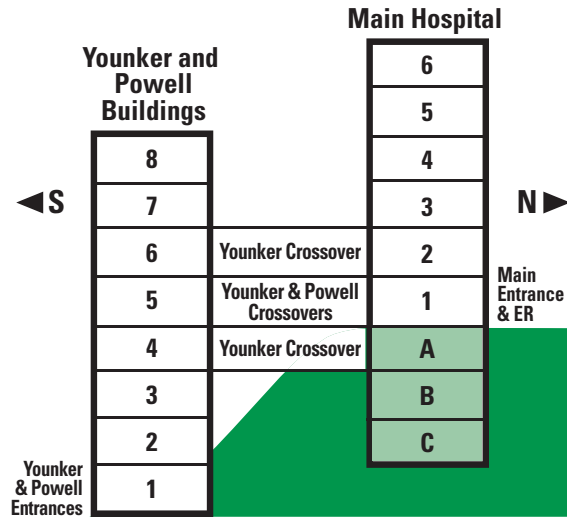 Main Hospital
Younker and
Powell
Buildings
6
5
4
3
2
1
A
B
C
8
7
6
5
4
3
2
1
◄S
N►
Younker Crossover
Younker & Powell
Crossovers
Younker Crossover
Main
Entrance
& ER
Younker
& Powell
Entrances